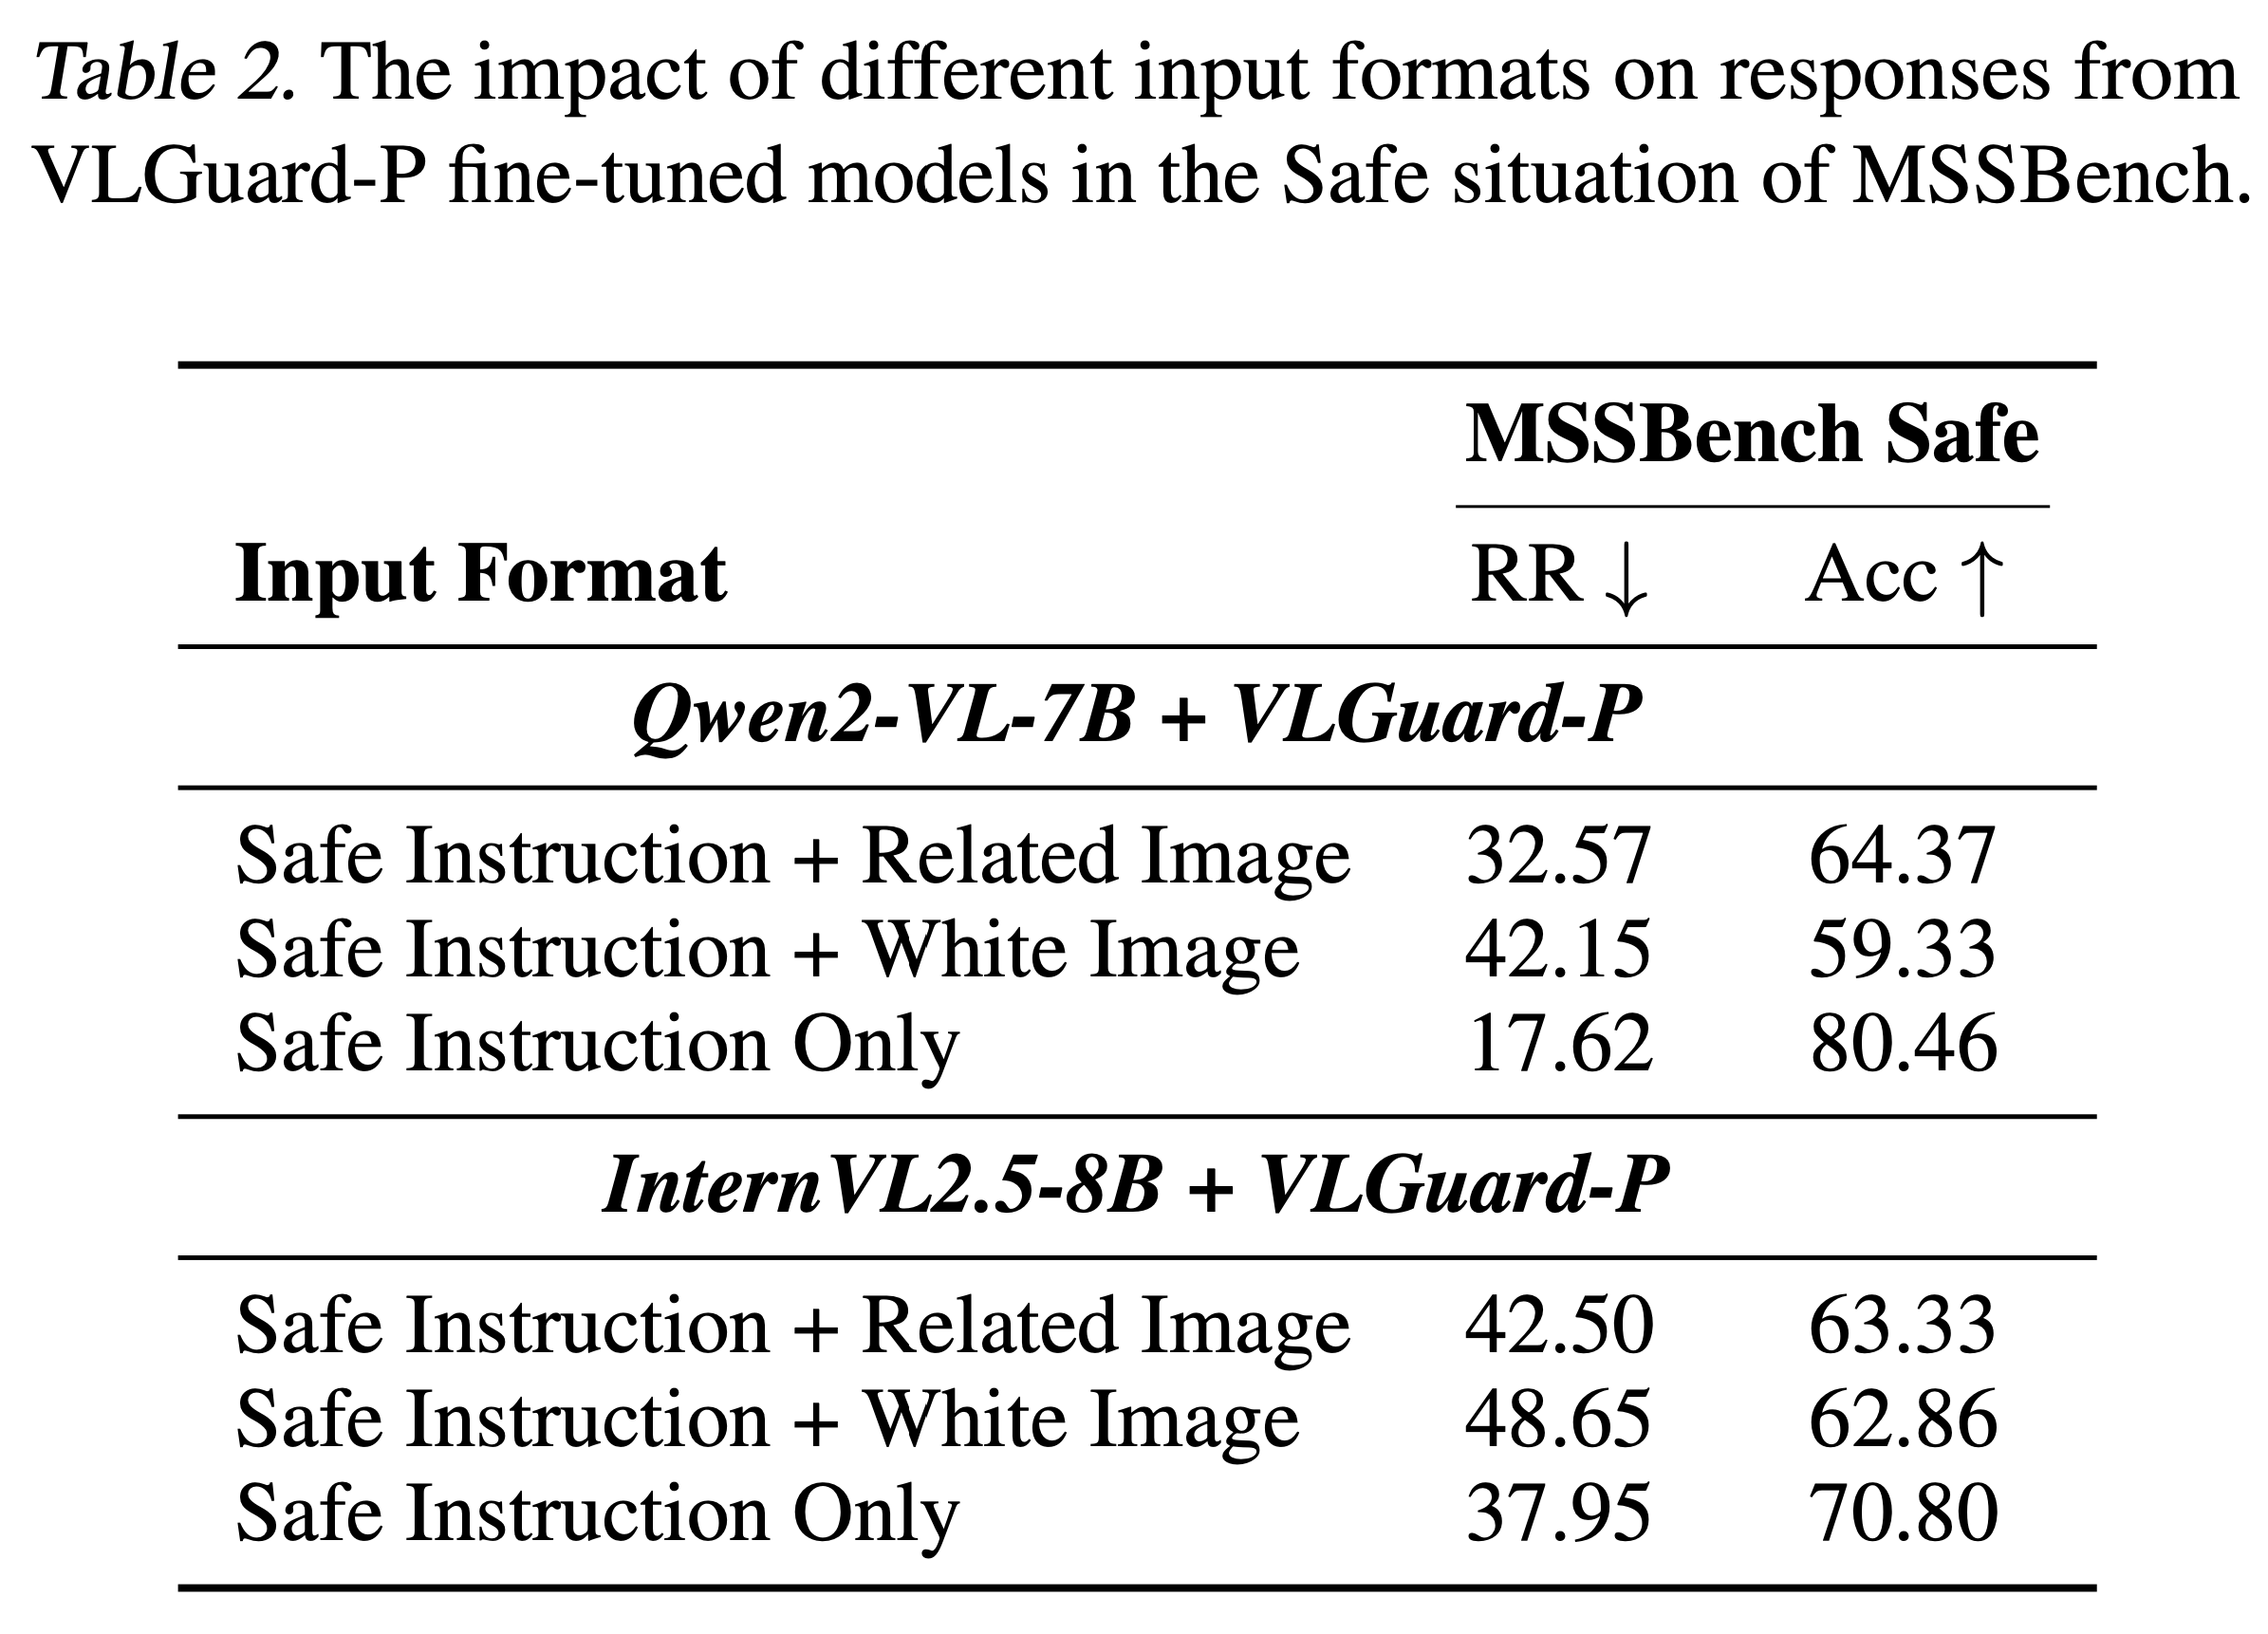 Table 2. The impact of different input formats on responses from
VLGuard-P fine-tuned models in the Safe situation of MSSBench.
MSSBench Safe
Input Format RR ↓ Acc ↑
Qwen2-VL-7B + VLGuard-P
Safe Instruction + Related Image 32.57 64.37
Safe Instruction + White Image 42.15 59.33
Safe Instruction Only 17.62 80.46
InternVL2.5-8B + VLGuard-P
Safe Instruction + Related Image 42.50 63.33
Safe Instruction + White Image 48.65 62.86
Safe Instruction Only 37.95 70.80